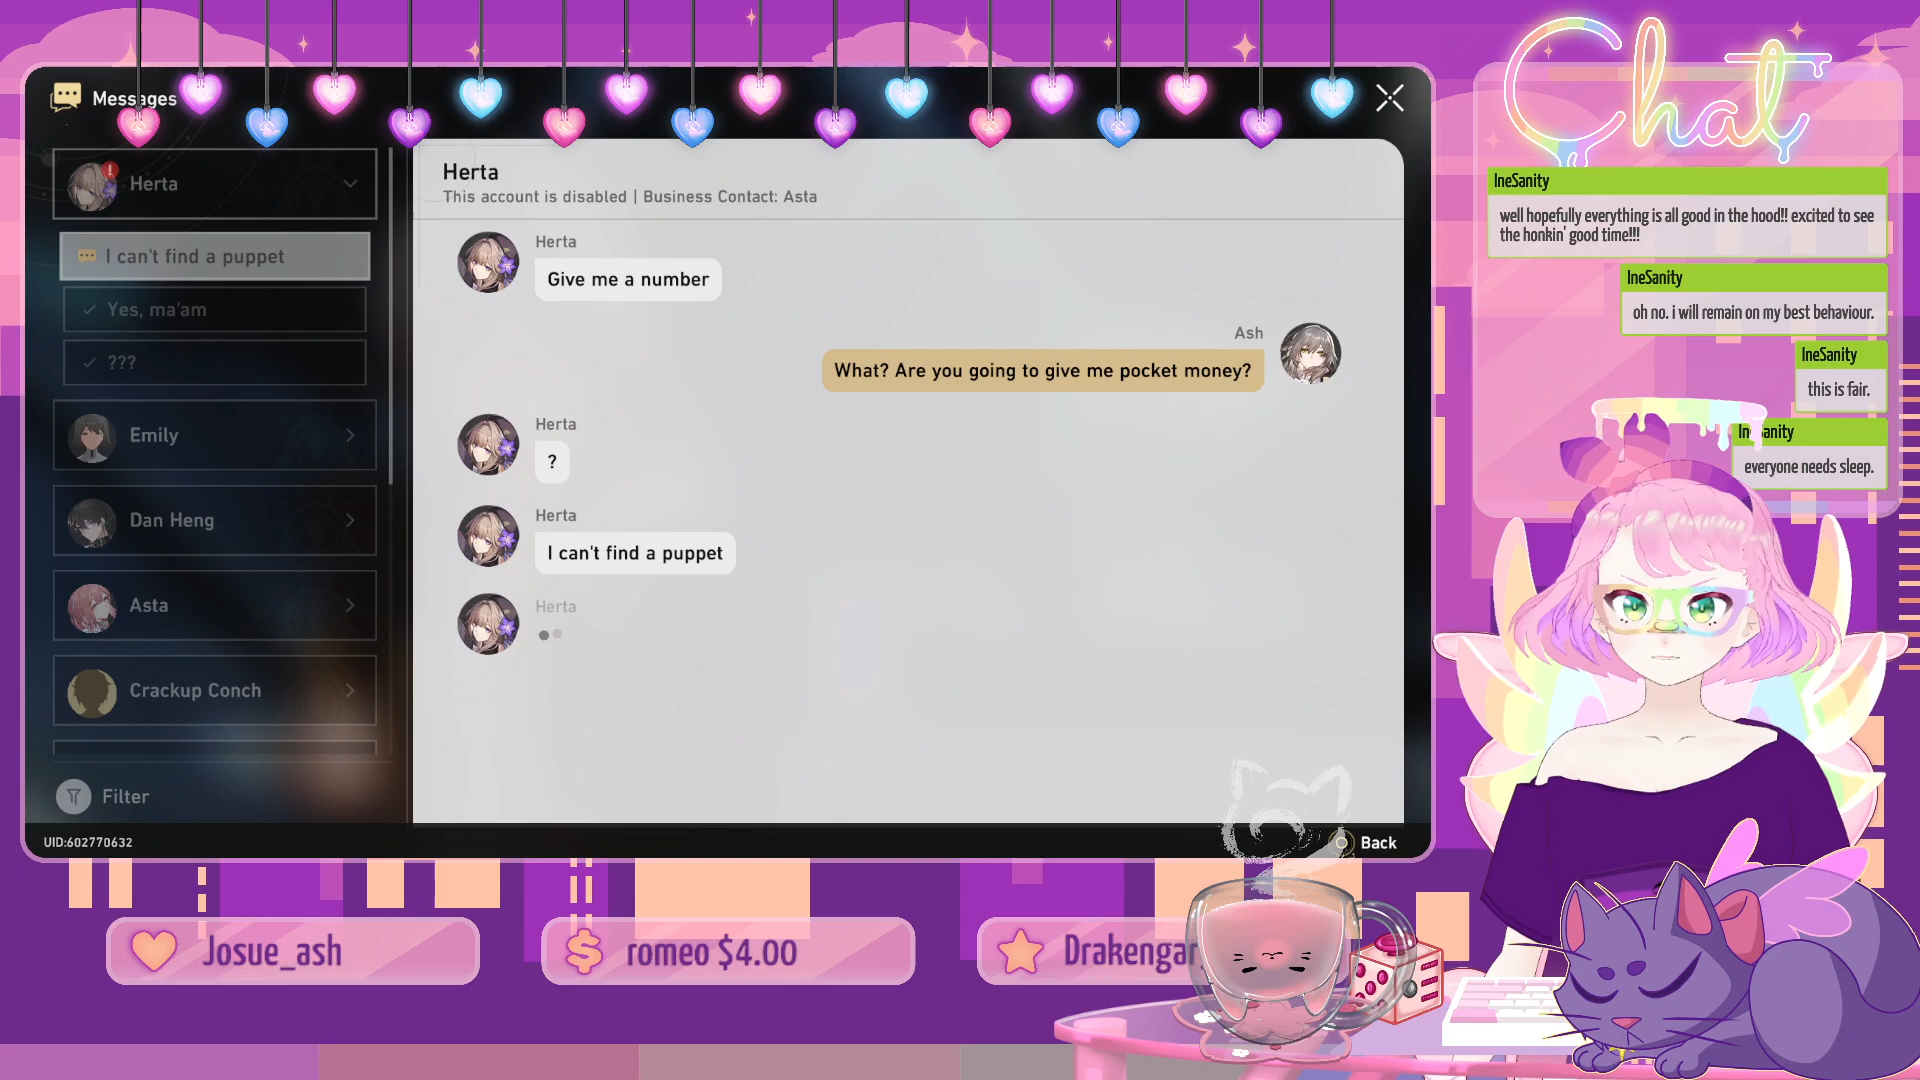 Messages
Herta
I can't find a puppet
Yes, ma'am
???
Emily
Dan Heng
Asta
Crackup Conch
Filter
UID:602770632
Herta
This account is disabled | Business Contact: Asta
Herta
Give me a number
Ash
What? Are you going to give me pocket money?
Herta
?
Herta
I can't find a puppet
Herta
Back
Chat
IneSanity
well hopefully everything is all good in the hood!! excited to see
the honkin' good time!!!
IneSanity
oh no. i will remain on my best behaviour.
IneSanity
this is fair.
IneSanity
everyone needs sleep.
Josue_ash
romeo $4.00
Drakengar